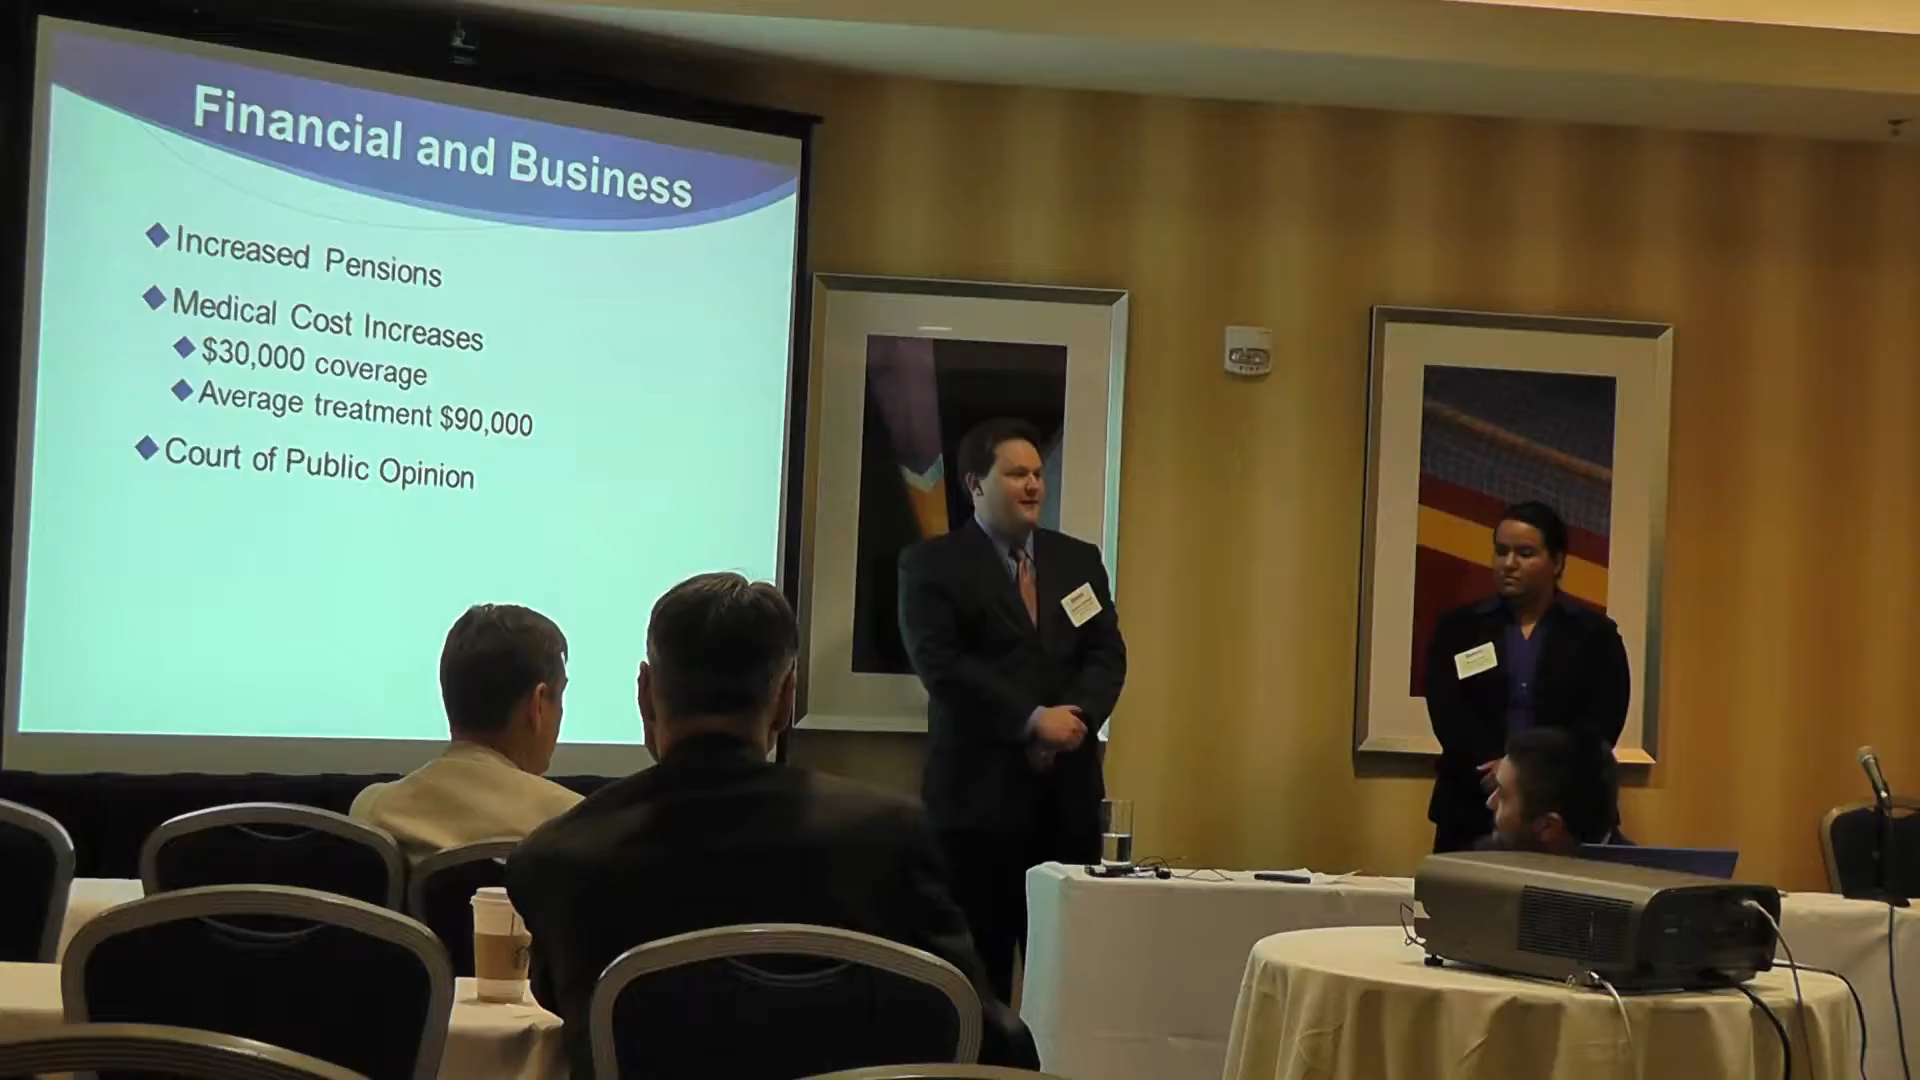 Financial and Business
Increased Pensions
Medical Cost Increases
$30,000 coverage
Average treatment $90,000
Court of Public Opinion